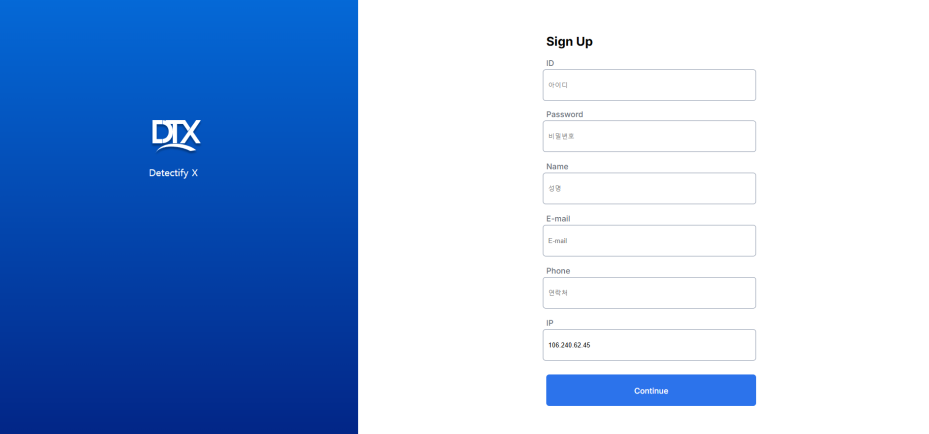 DTX
Detectify X
Sign Up
ID
아이디
Password
비밀번호
Name
성명
E-mail
E-mail
Phone
연락처
IP
106.240.62.45
Continue